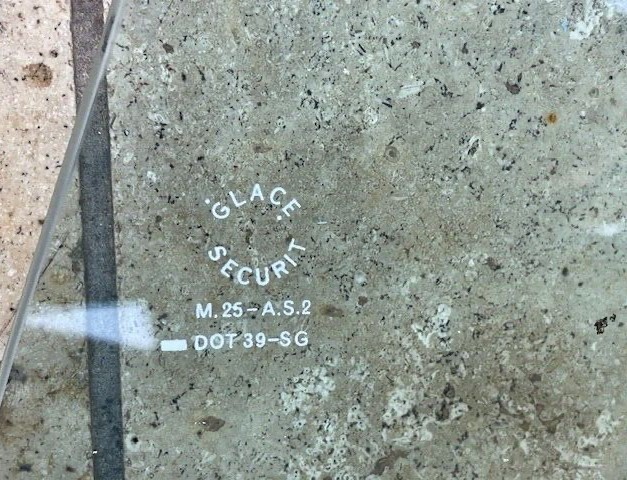 GLACE
SECURIT
M.25-A.S.2
DOT 39-SG